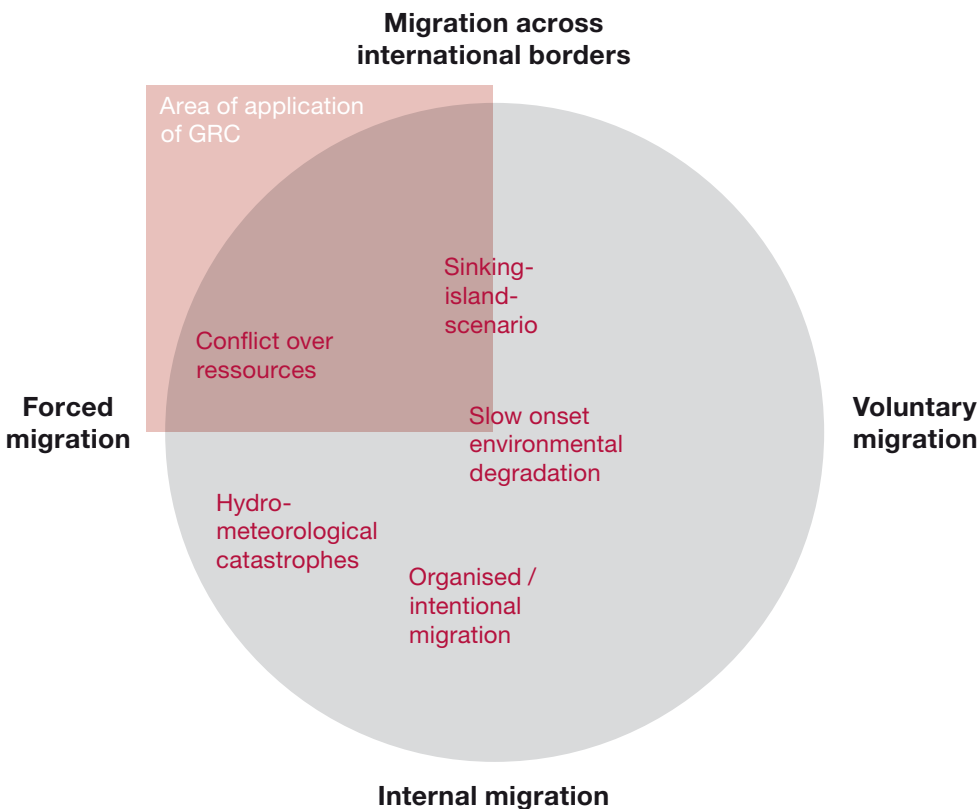 Migration across
international borders
Area of application
of GRC
Sinking-
island-
scenario
Conflict over
ressources
Forced
migration
Slow onset
environmental
degradation
Voluntary
migration
Hydro-
meteorological
catastrophes
Organised /
intentional
migration
Internal migration